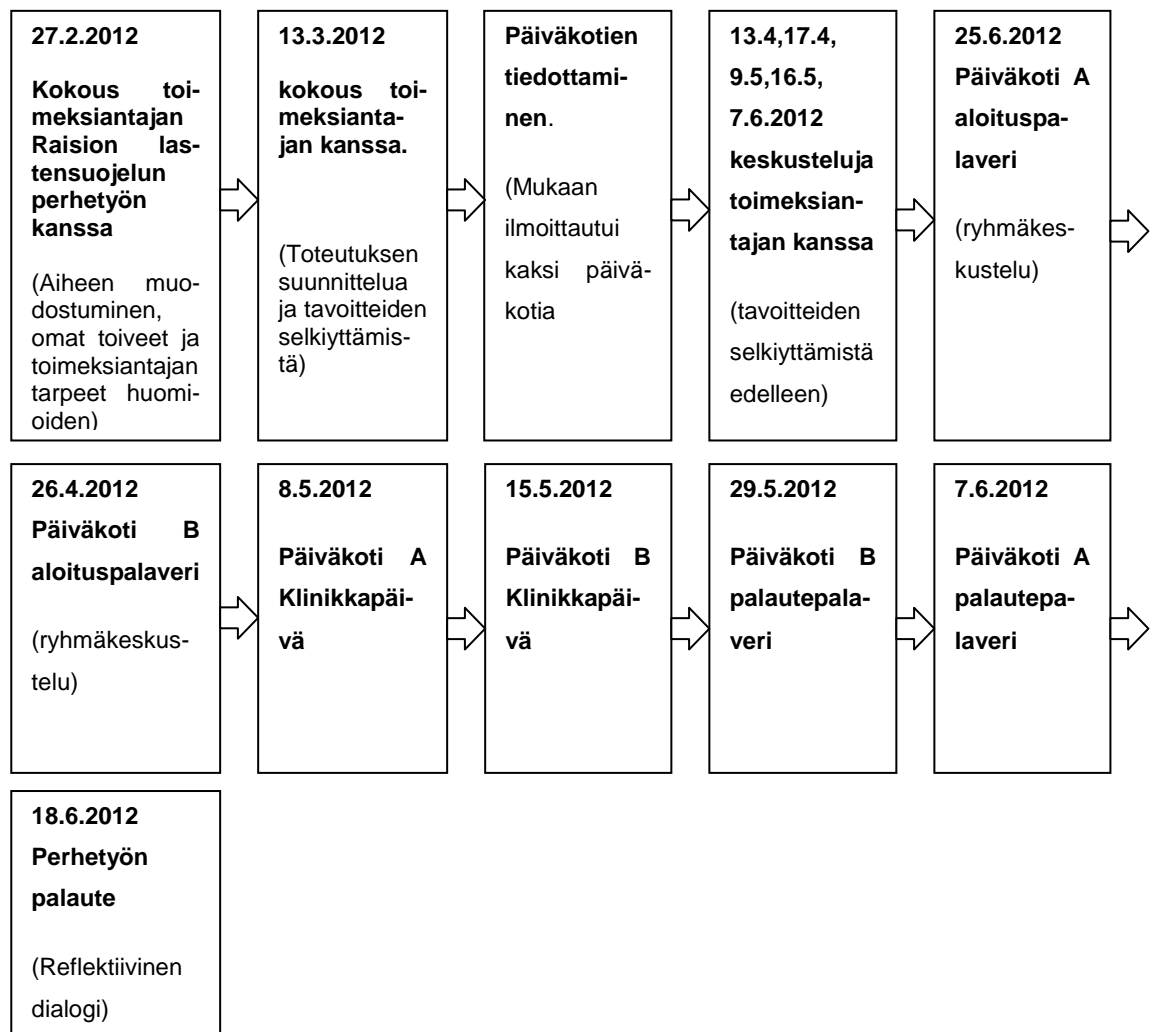 27.2.2012
Kokous toi-
meksiantajan
Raision las-
tensuojelun
perhetyön
kanssa
(Aiheen muo-
dostuminen,
omat toiveet ja
toimeksiantajan
tarpeet huomi-
oiden)
13.3.2012
kokous toi-
meksianta-
jan kanssa.
(Toteutuksen
suunnittelua
ja tavoitteiden
selkiyttämis-
tä)
Päiväkotien
tiedottami-
nen.
(Mukaan
ilmoittautui
kaksi päivä-
kotia
13.4,17.4,
9.5,16.5,
7.6.2012
keskusteluja
toimeksian-
tajan kanssa
(tavoitteiden
selkiyttämistä
edelleen)
25.6.2012
Päiväkoti A
aloituspa-
laveri
(ryhmäkes-
kustelu)
26.4.2012
Päiväkoti B
aloituspalaveri
(ryhmäkeskus-
telu)
8.5.2012
Päiväkoti A
Klinikkapäi-
vä
15.5.2012
Päiväkoti B
Klinikkapäi-
vä
29.5.2012
Päiväkoti B
palautepala-
veri
7.6.2012
Päiväkoti A
palautepa-
laveri
18.6.2012
Perhetyön
palaute
(Reflektiivinen
dialogi)